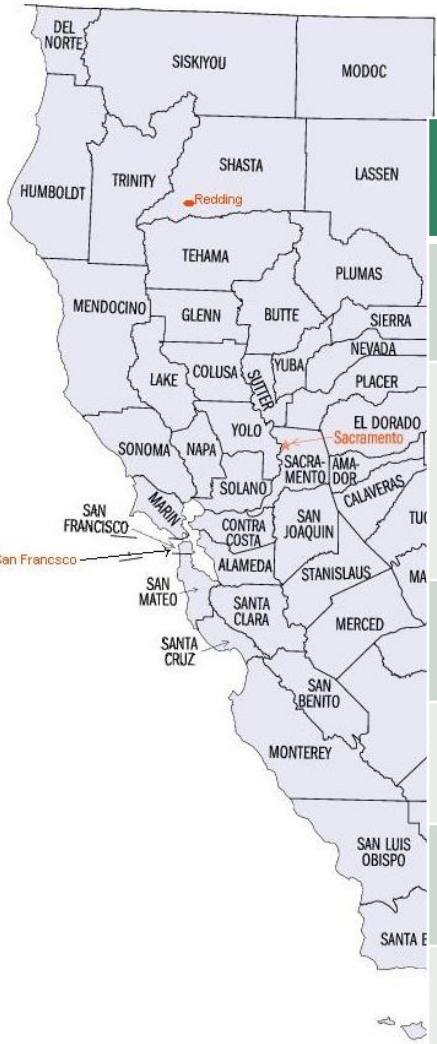 DEL
NORTE
SISKIYOU
MODOC
HUMBOLDT
TRINITY
SHASTA
LASSEN
Redding
TEHAMA
PLUMAS
MENDOCINO
GLENN
BUTTE
SIERRA
NEVADA
LAKE
COLUSA
SUTTER
YUBA
PLACER
YOLO
EL DORADO
Sacramento
SONOMA
NAPA
SACRA-
MENTO
AMA-
DOR
SOLANO
CALAVERAS
MARIN
SAN
FRANCISCO
CONTRA
COSTA
SAN
JOAQUIN
TUO
San Francsco
ALAMEDA
STANISLAUS
MA
SAN
MATEO
SANTA
CLARA
MERCED
SANTA
CRUZ
SAN
BENITO
MONTEREY
SAN LUIS
OBISPO
SANTA B